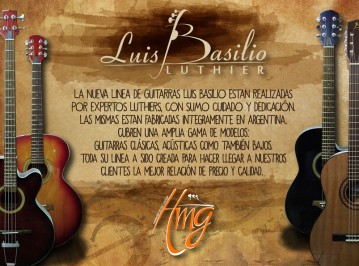 Luis Basilio
LUTHIER
LA NUEVA LINEA DE GUITARRAS LUIS BASILIO ESTAN REALIZADAS
POR EXPERTOS LUTHERS, CON SUMO CUIDADO Y DEDICACIÓN.
LAS MISMAS ESTAN FABRICADAS INTEGRAMENTE EN ARGENTINA.
CUBREN UNA AMPLIA GAMA DE MODELOS:
GUITARRAS CLÁSICAS, ACÚSTICAS COMO TAMBIÉN BAJOS.
TODA SU LINEA A SIDO CREADA PARA HACER LLEGAR A NUESTROS
CLIENTES LA MEJOR RELACIÓN DE PRECIO Y CALIDAD.
Hmg